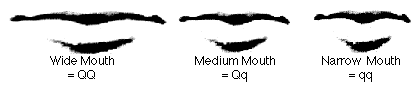 Wide Mouth
= QQ
Medium Mouth
= Qq
Narrow Mouth
= qq